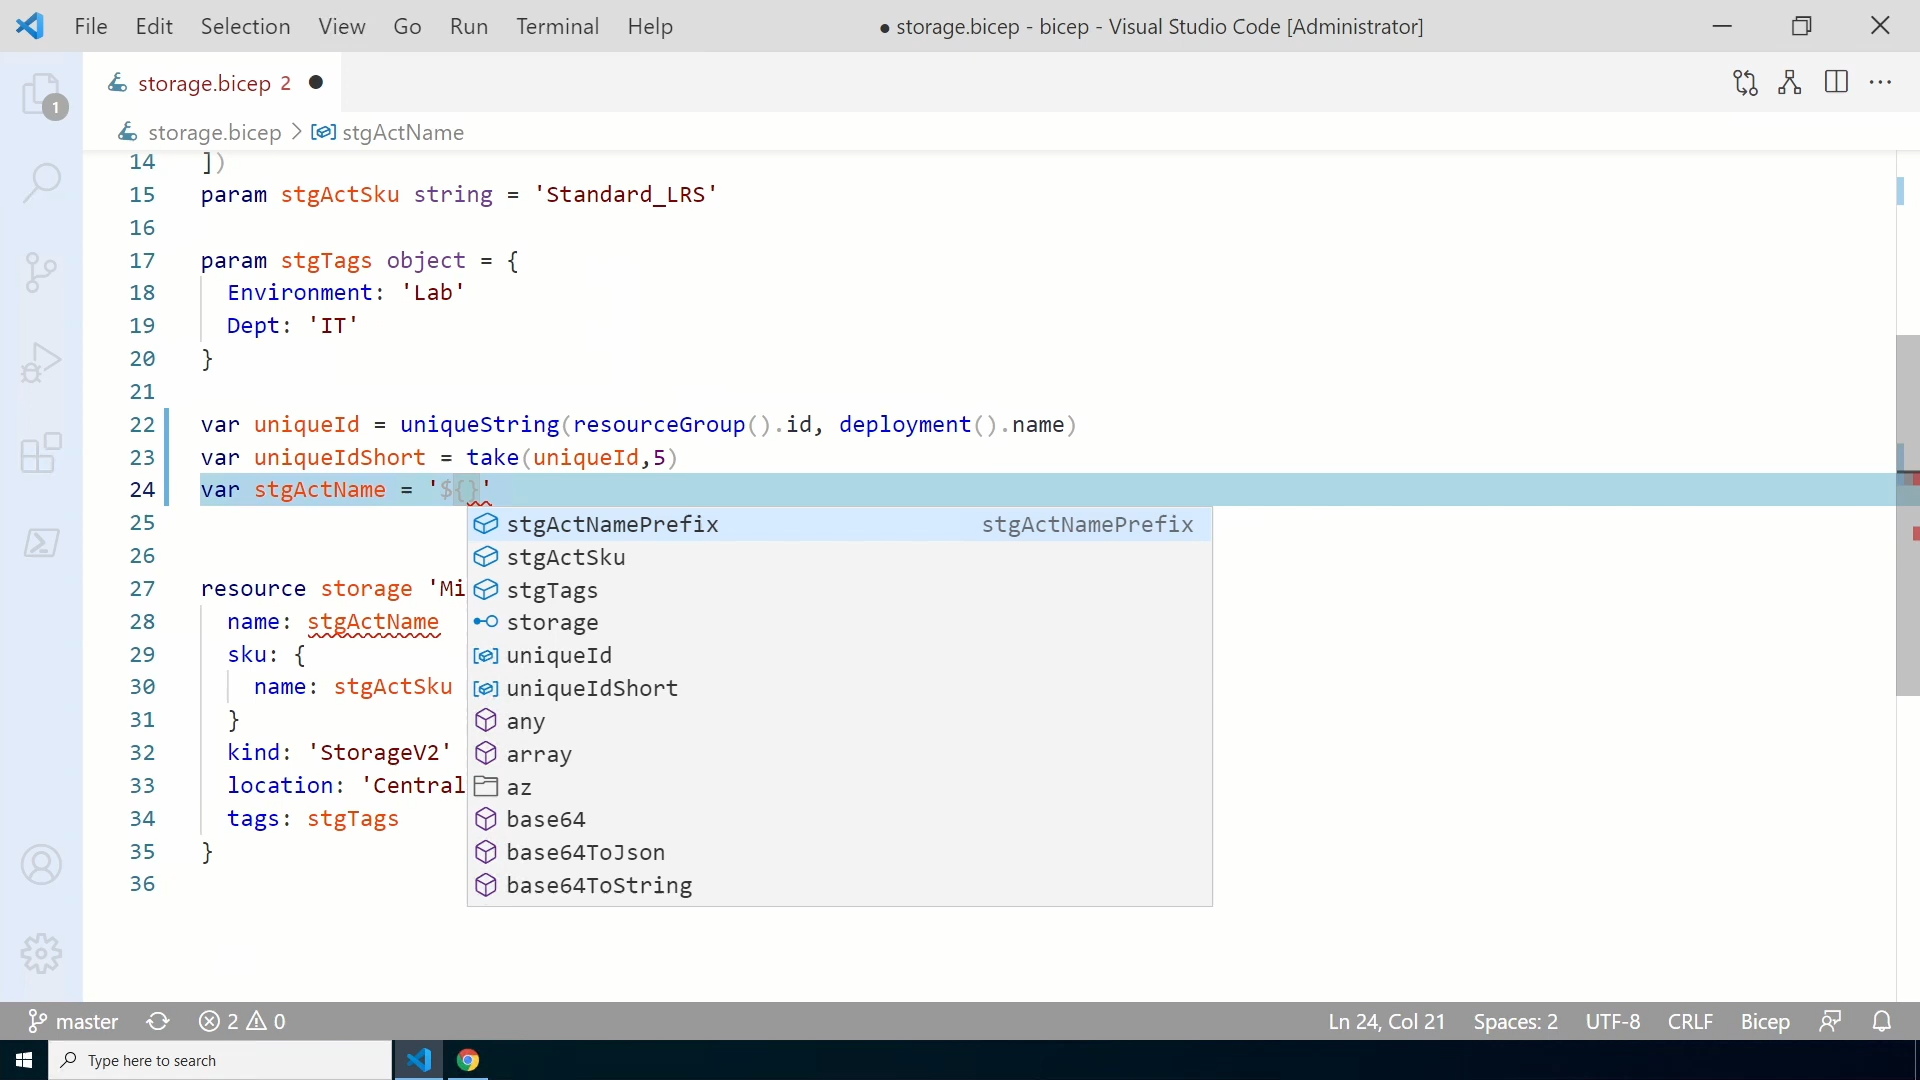 File Edit Selection View Go Run Terminal Help
● storage.bicep - bicep - Visual Studio Code [Administrator]
1
storage.bicep 2 ●
storage.bicep > stgActName
14 ])
15 param stgActSku string = 'Standard_LRS'
16
17 param stgTags object = {
18 Environment: 'Lab'
19 Dept: 'IT'
20 }
21
22 var uniqueId = uniqueString(resourceGroup().id, deployment().name)
23 var uniqueIdShort = take(uniqueId,5)
24 var stgActName = '${}'
25
26
27 resource storage 'Mi
28 name: stgActName
29 sku: {
30 name: stgActSku
31 }
32 kind: 'StorageV2'
33 location: 'Central
34 tags: stgTags
35 }
36
stgActNamePrefix stgActNamePrefix
stgActSku
stgTags
storage
uniqueId
uniqueIdShort
any
array
az
base64
base64ToJson
base64ToString
master 2 0 Ln 24, Col 21 Spaces: 2 UTF-8 CRLF Bicep
Type here to search